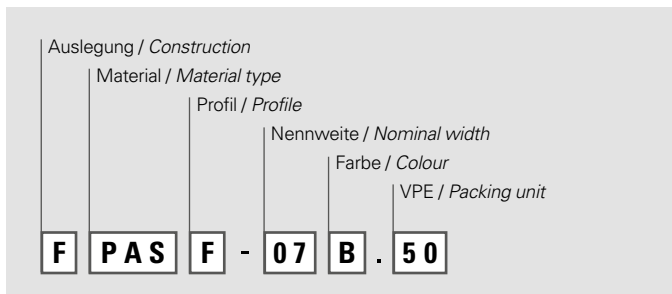 Auslegung / Construction
Material / Material type
Profil / Profile
Nennweite / Nominal width
Farbe / Colour
VPE / Packing unit
F PAS F - 07 B . 50